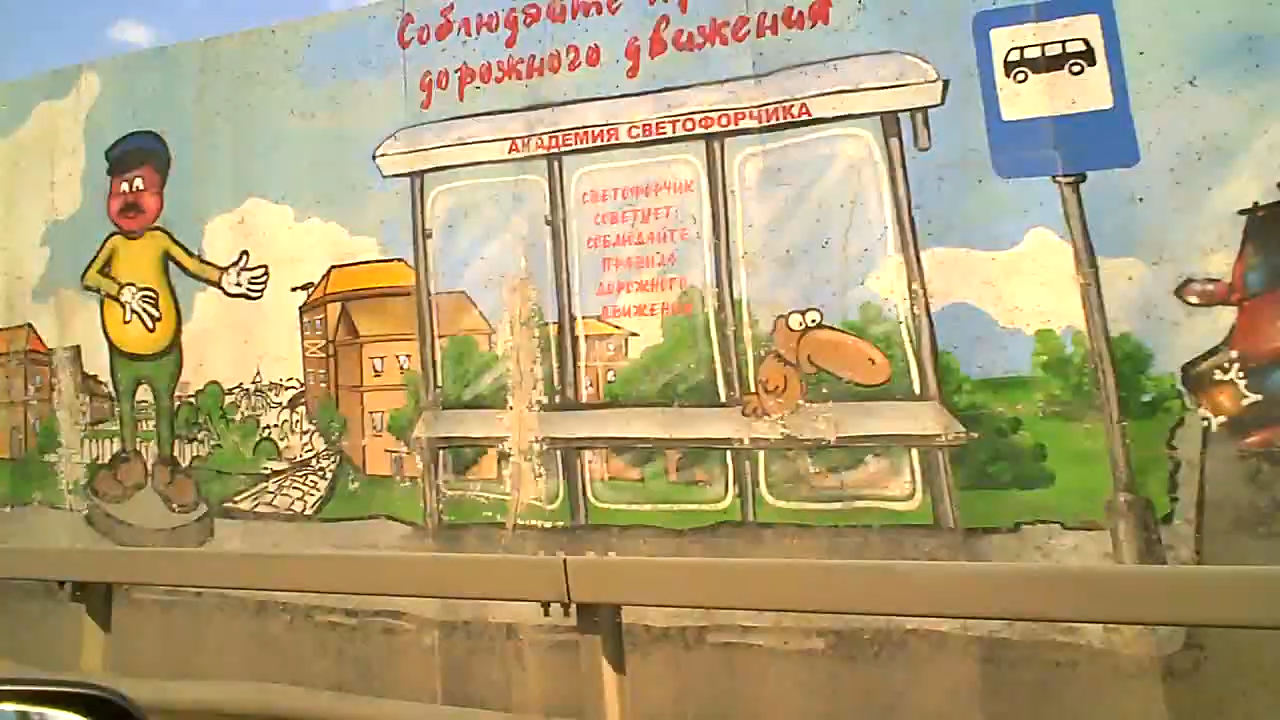 Соблюдайте
дорожного движения
АКАДЕМИЯ СВЕТОФОРЧИКА
СВЕТОФОРЧИК
СОВЕТУЕТ:
СОБЛЮДАЙТЕ
ПРАВИЛА
ДОРОЖНОГО
ДВИЖЕНИЯ